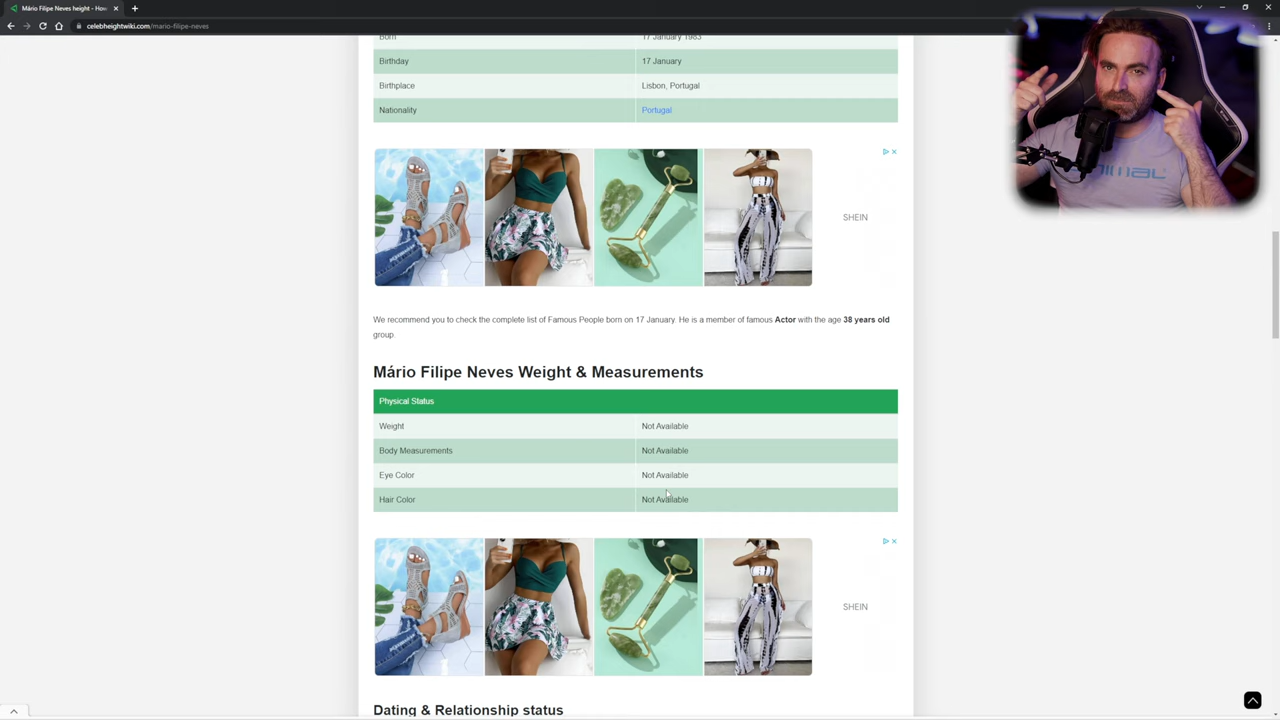 Mário Filipe Neves height - How
celebheightwiki.com/mario-filipe-neves
Born 17 January 1983
Birthday 17 January
Birthplace Lisbon, Portugal
Nationality Portugal
SHEIN
We recommend you to check the complete list of Famous People born on 17 January. He is a member of famous Actor with the age 38 years old
group.
Mário Filipe Neves Weight & Measurements
Physical Status
Weight Not Available
Body Measurements Not Available
Eye Color Not Available
Hair Color Not Available
SHEIN
Dating & Relationship status